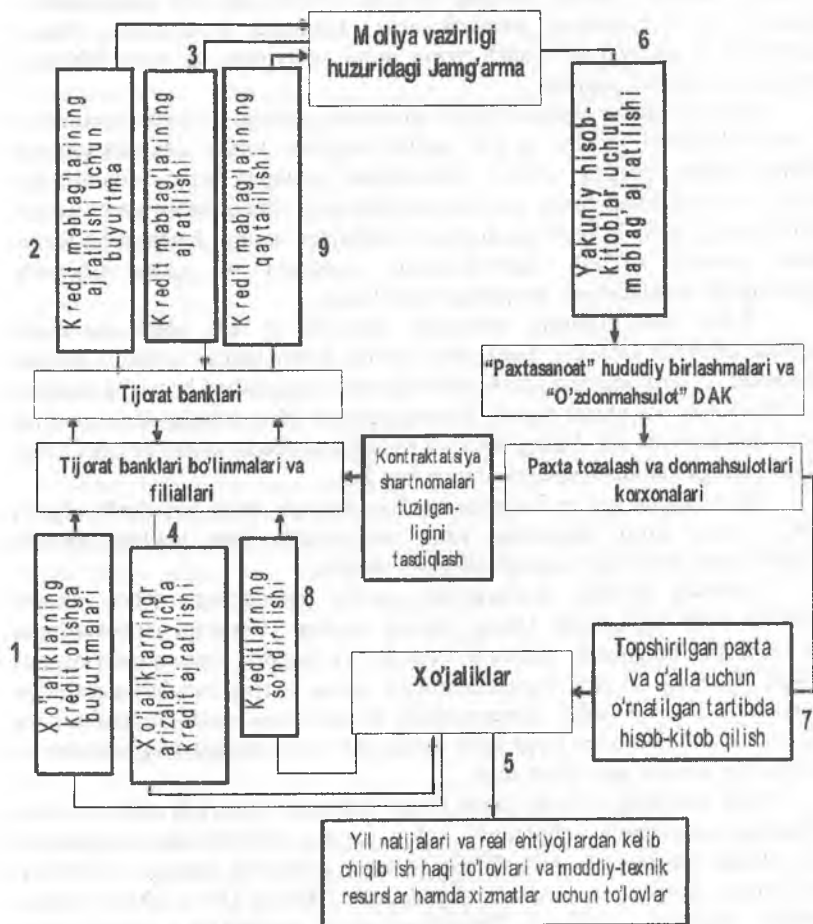 Moliya vazirligi
huzuridagi Jamg'arma
3
6
Kredit mablag'larining
ajratilishi uchun
buyurtma
2
Kredit mablag'larining
ajratilishi
Kredit mablag'larining
qaytarilishi
9
Yakuniy hisob-
kitoblar uchun
mablag' ajratilishi
Tijorat banklari
"Paxtasanoat" hududiy birlashmalari va
"O'zdonmahsulot" DAK
Tijorat banklari bo'linmalari va
filiallari
Kontraktatsiya
shartnomalari
tuzilgan-
ligini
tasdiqlash
Paxta tozalash va donmahsulotlari
korxonalari
4
8
1
Xo'jaliklarning
kredit olishga
buyurtmalari
Xo'jaliklarningr
arizalari bo'yicha
kredit ajratilishi
Kreditlarning
so'ndirilishi
Xo'jaliklar
Topshirilgan paxta
va g'alla uchun
o'rnatilgan tartibda
hisob-kitob qilish
7
5
Yil natijalari va real ehtiyojlardan kelib
chiqib ish haqi to'lovlari va moddiy-texnik
resurslar hamda xizmatlar uchun to'lovlar